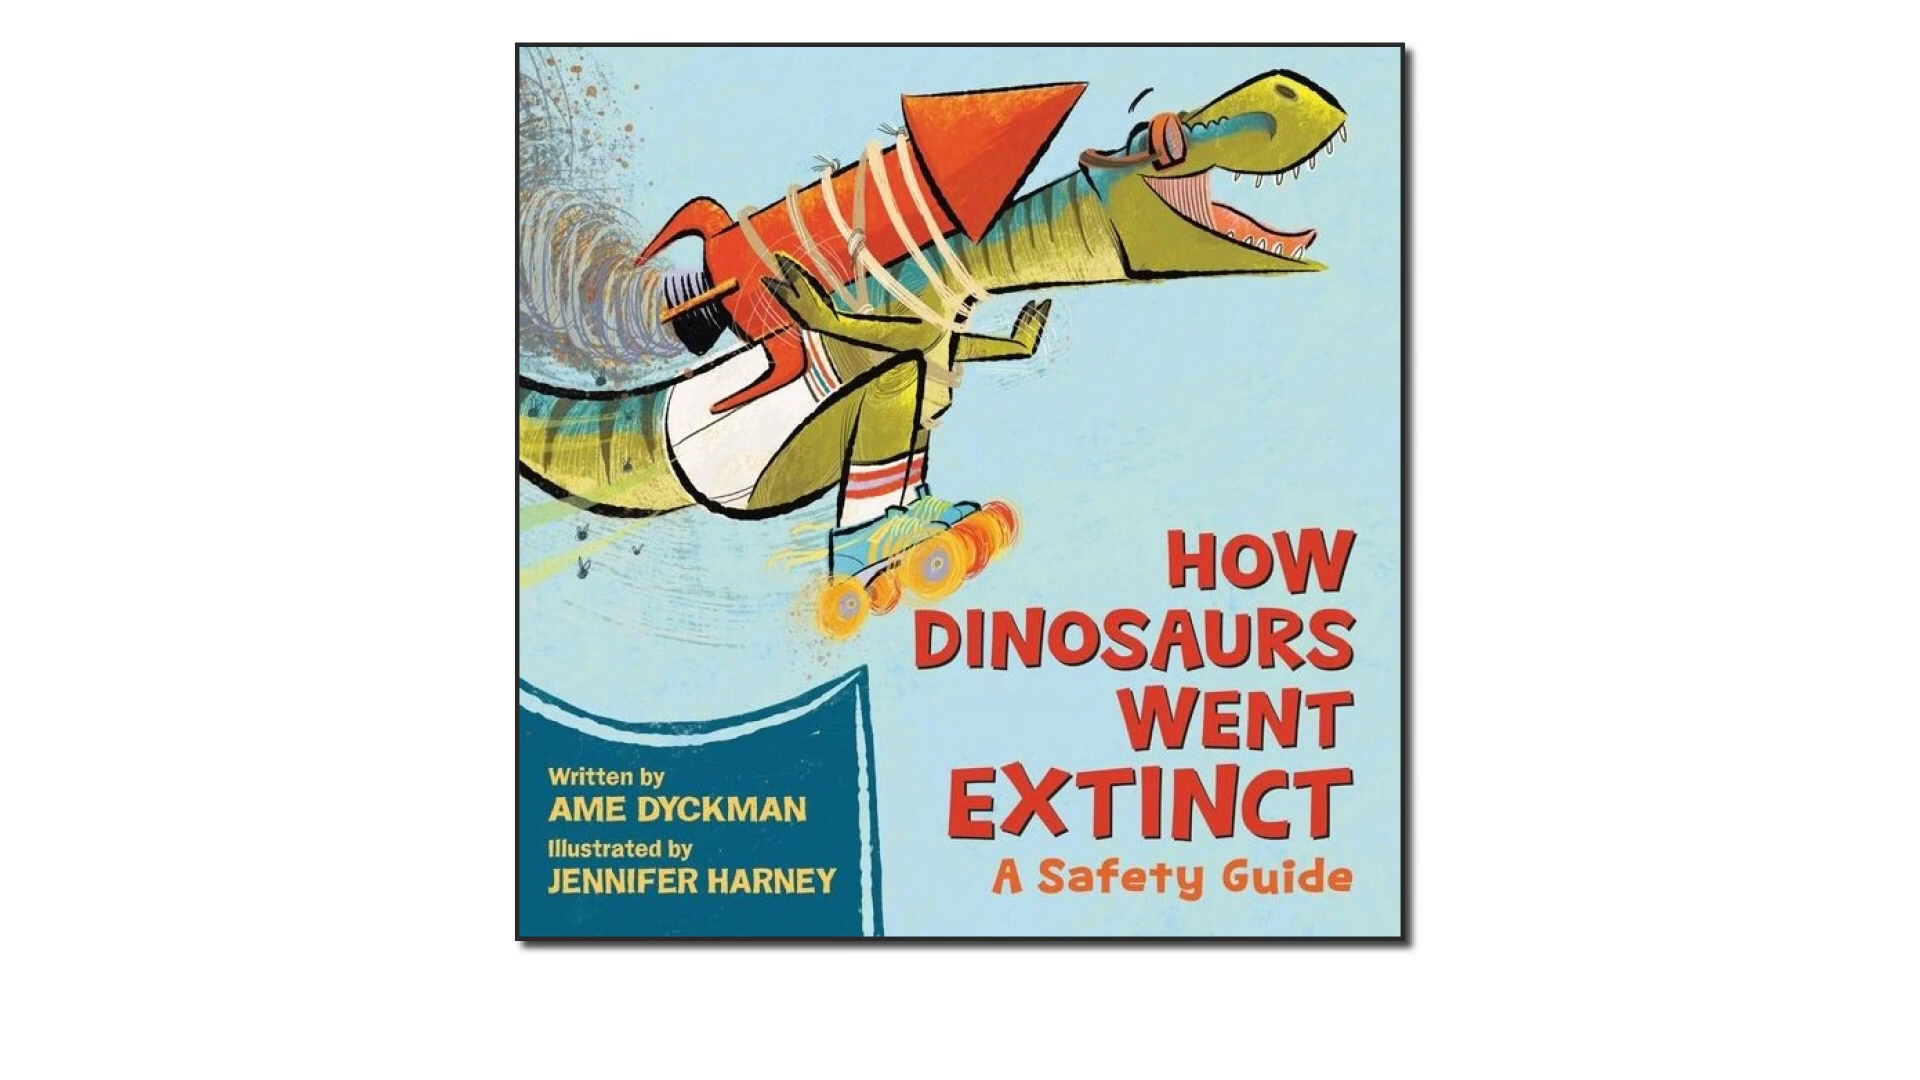 HOW
DINOSAURS
WENT
EXTINCT
A Safety Guide
Written by
AME DYCKMAN
Illustrated by
JENNIFER HARNEY